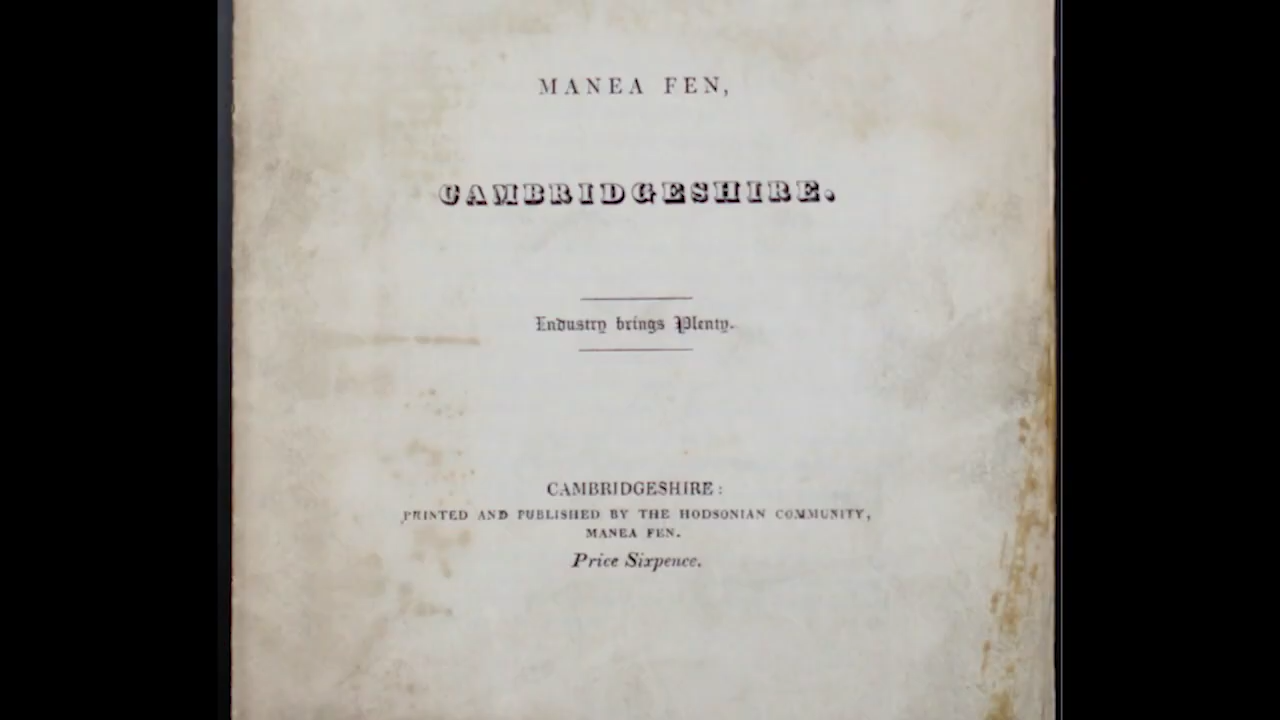 MANEA FEN,
CAMBRIDGESHIRE.
Industry brings Plenty.
CAMBRIDGESHIRE:
PRINTED AND PUBLISHED BY THE HODSONIAN COMMUNITY,
MANEA FEN.
Price Sixpence.